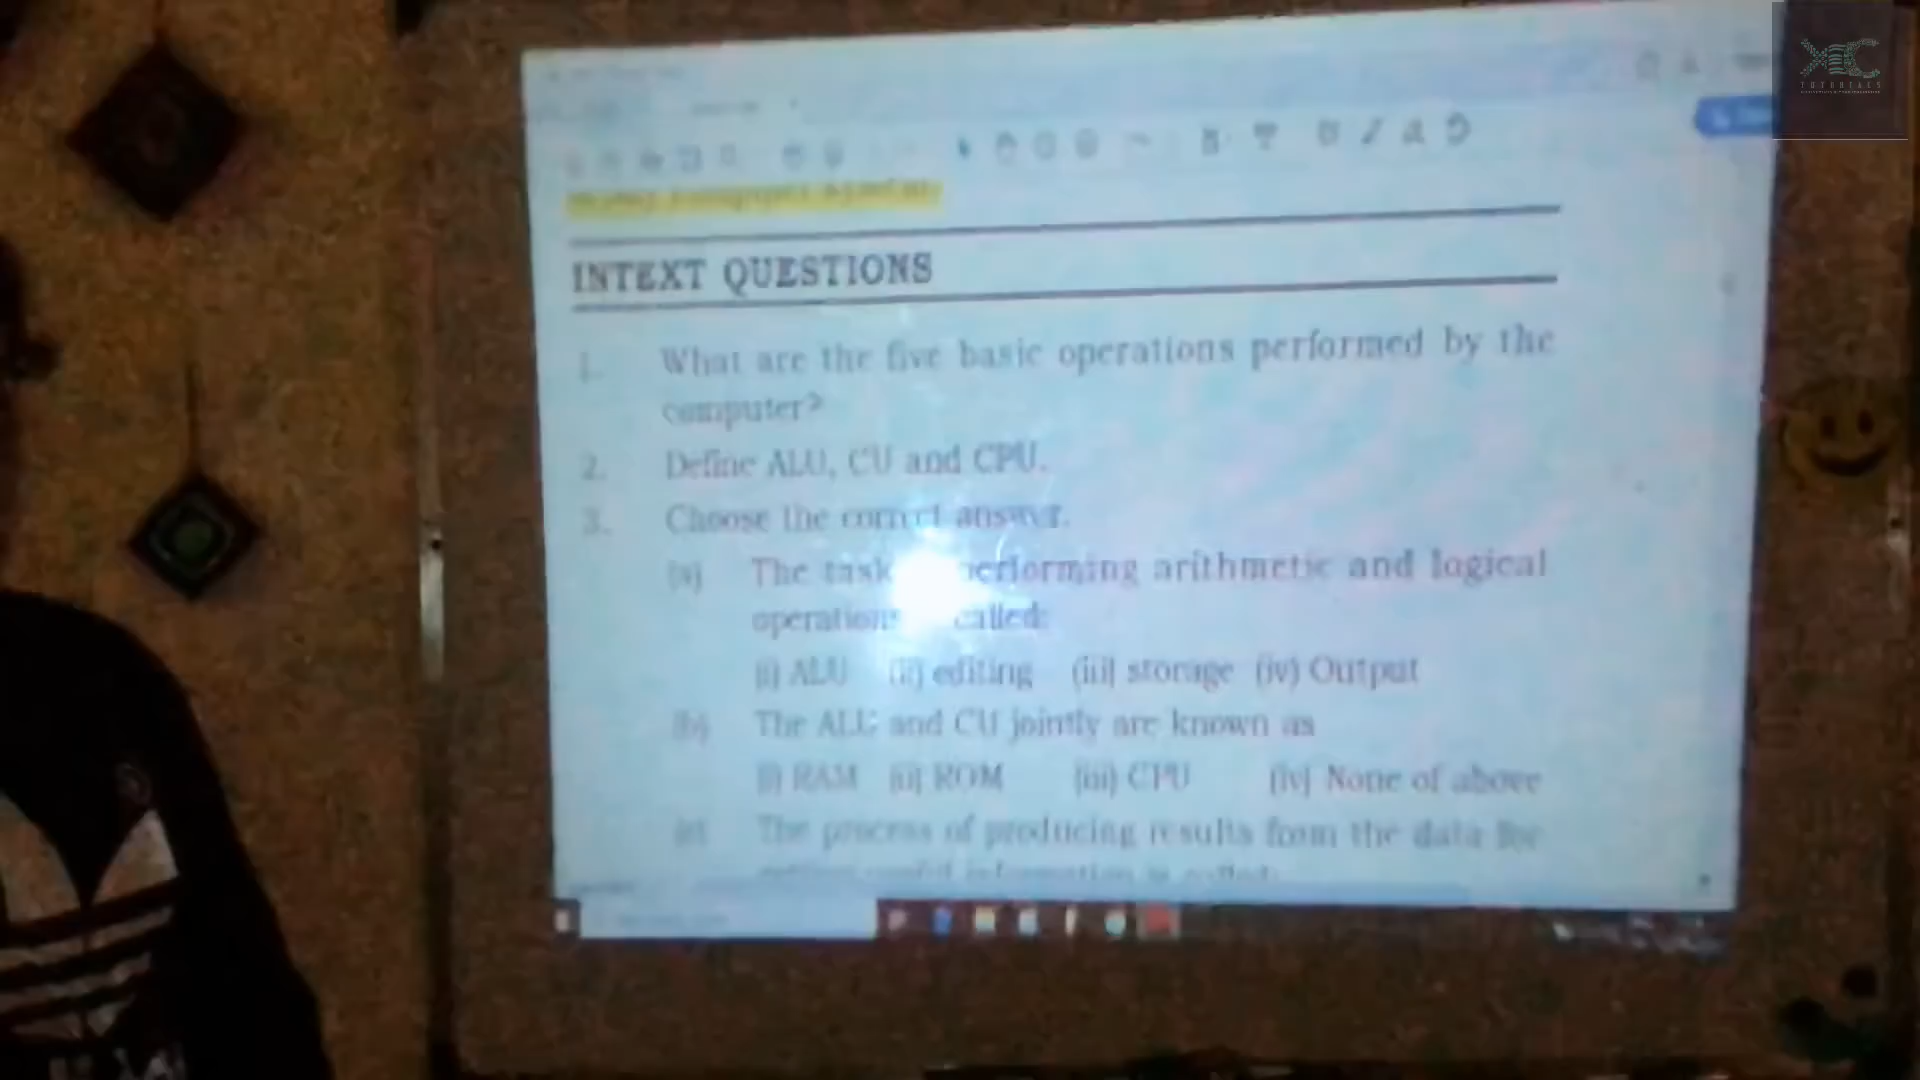 TUTORIALS
INTEXT QUESTIONS
1. What are the five basic operations performed by the
computer?
2. Define ALU, CU and CPU.
3. Choose the correct answer.
(a) The task performing arithmetic and logical
operations called:
(i) ALU (ii) editing (iii) storage (iv) Output
(b) The ALU and CU jointly are known as
(i) RAM (ii) ROM (iii) CPU (iv) None of above
(c) The process of producing results from the data for